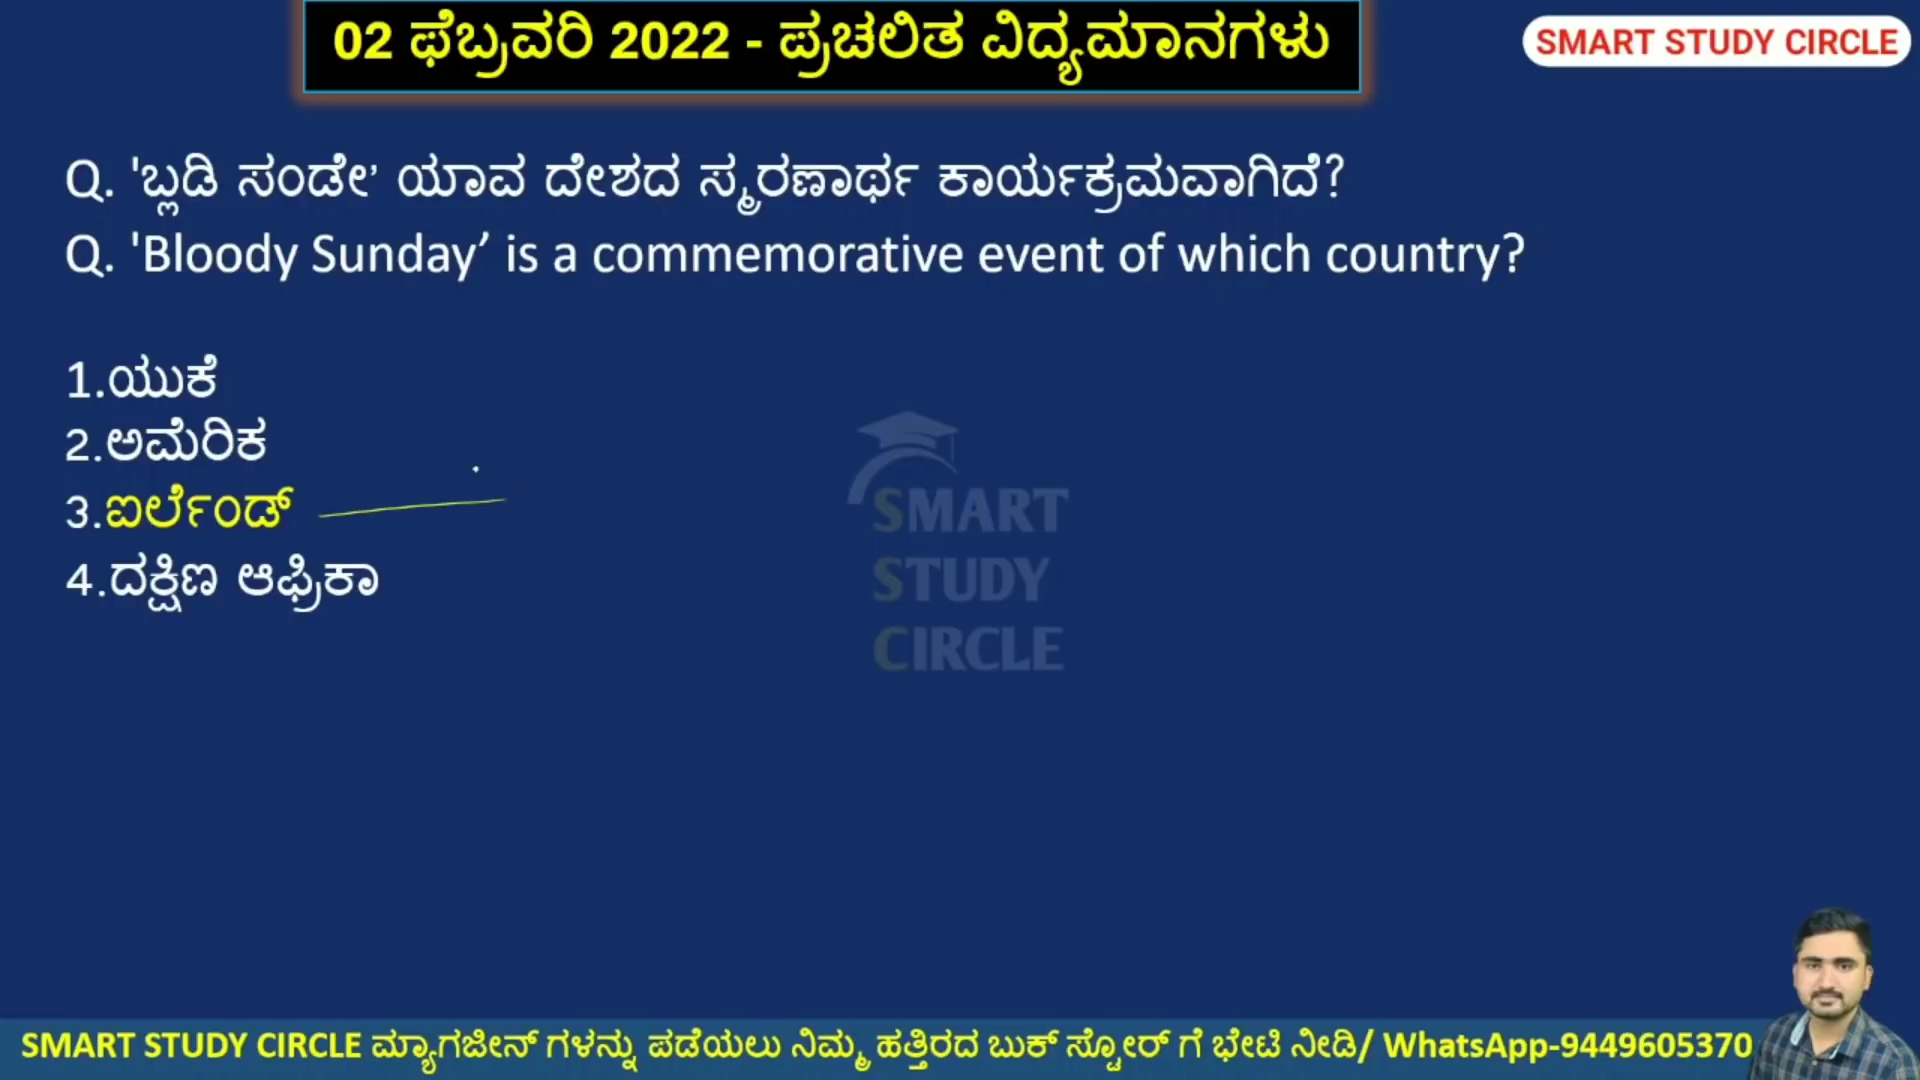 02 ಫೆಬ್ರವರಿ 2022 - ಪ್ರಚಲಿತ ವಿದ್ಯಮಾನಗಳು
SMART STUDY CIRCLE
Q. 'ಬ್ಲಡಿ ಸಂಡೇ’ ಯಾವ ದೇಶದ ಸ್ಮರಣಾರ್ಥ ಕಾರ್ಯಕ್ರಮವಾಗಿದೆ?
Q. 'Bloody Sunday’ is a commemorative event of which country?
1.ಯುಕೆ
2.ಅಮೆರಿಕ
3.ಐರ್ಲೆಂಡ್
4.ದಕ್ಷಿಣ ಆಫ್ರಿಕಾ
SMART
STUDY
CIRCLE
SMART STUDY CIRCLE ಮ್ಯಾಗಜೀನ್ ಗಳನ್ನು ಪಡೆಯಲು ನಿಮ್ಮ ಹತ್ತಿರದ ಬುಕ್ ಸ್ಟೋರ್ ಗೆ ಭೇಟಿ ನೀಡಿ/ WhatsApp-9449605370